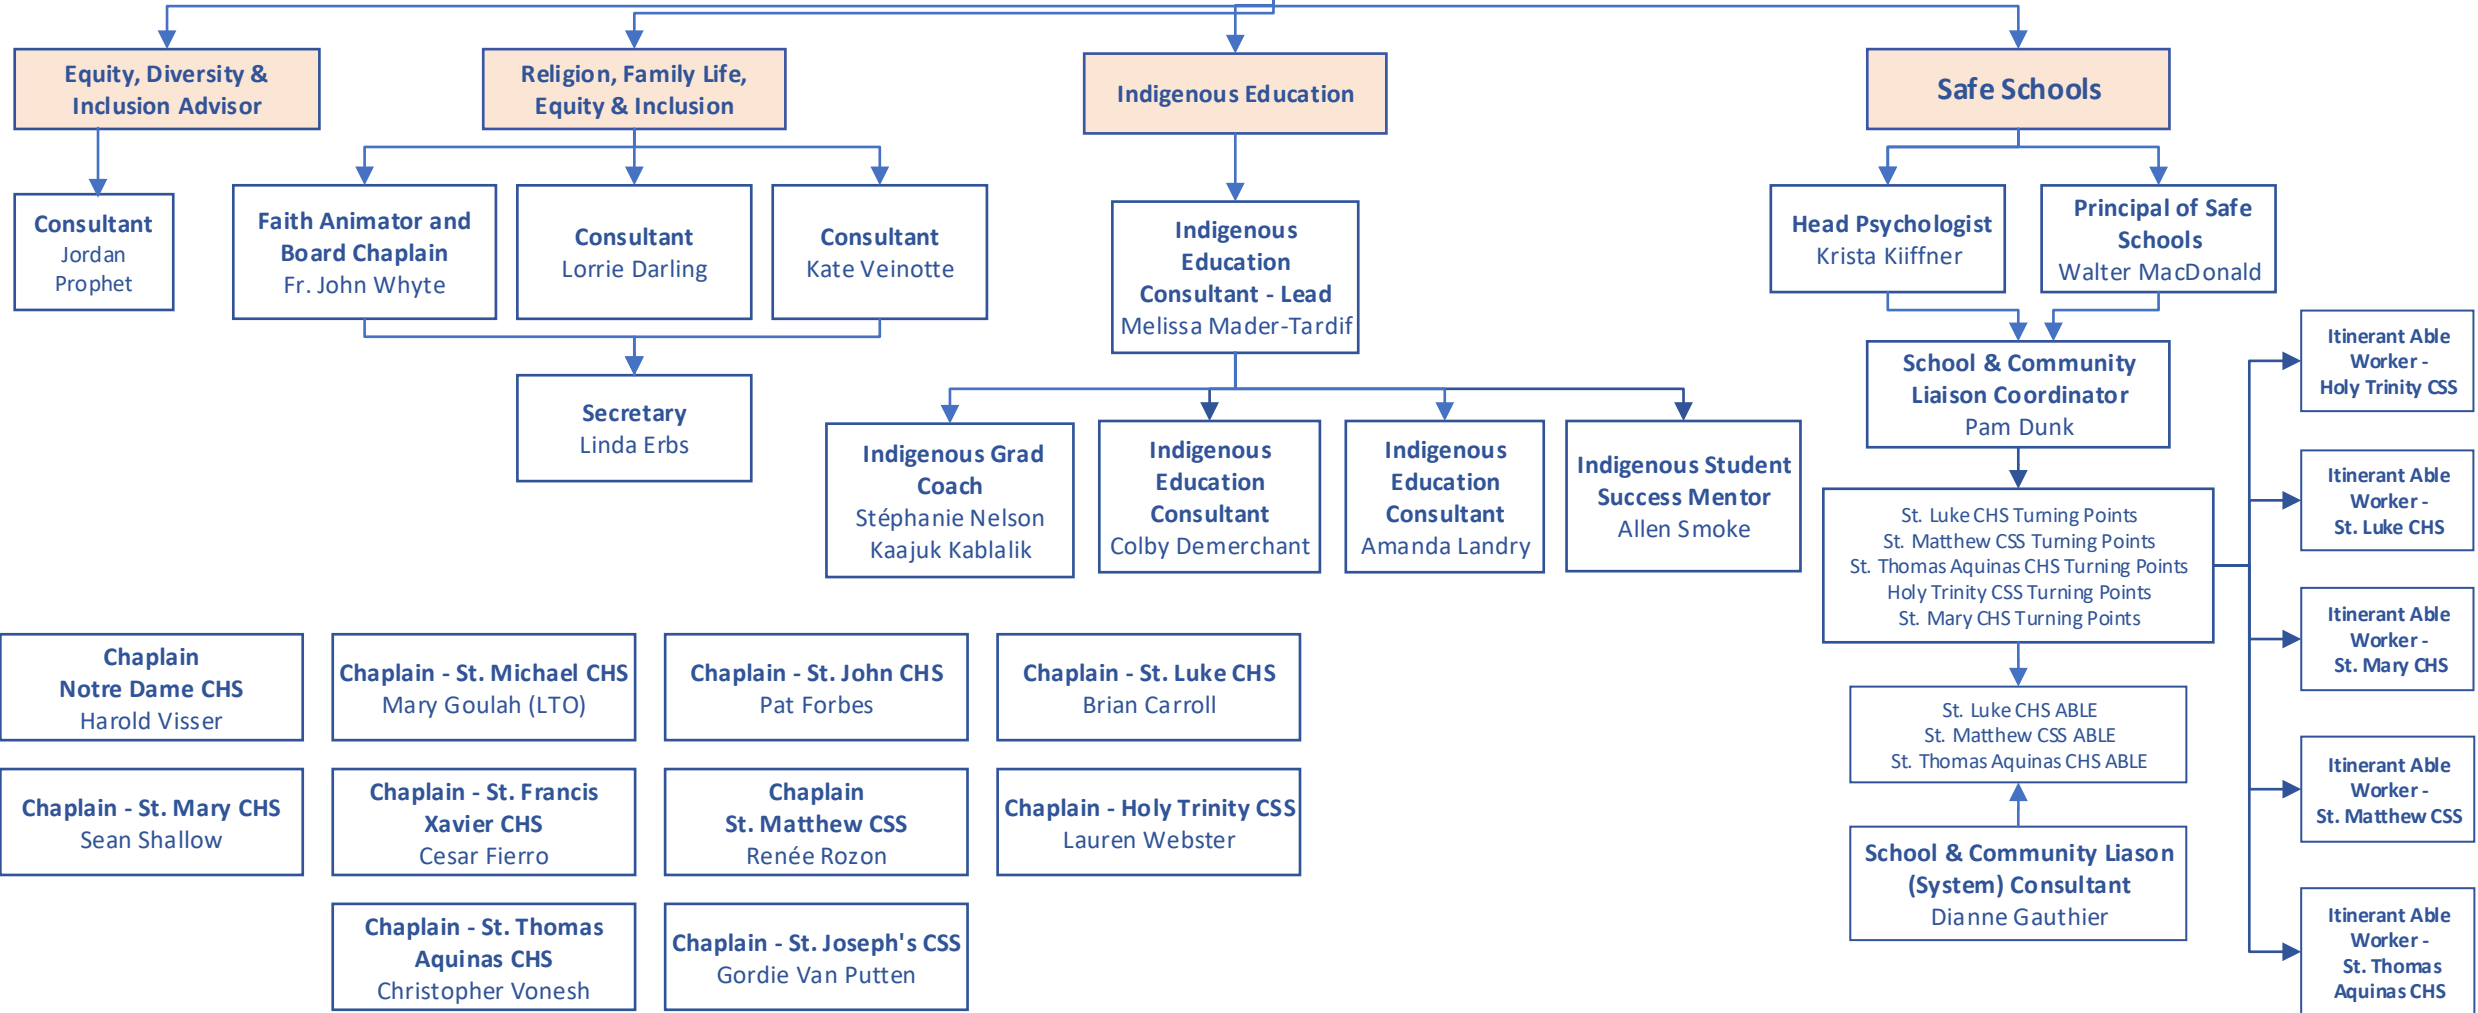 Equity, Diversity &
Inclusion Advisor
Religion, Family Life,
Equity & Inclusion
Indigenous Education
Safe Schools
Consultant
Jordan
Prophet
Faith Animator and
Board Chaplain
Fr. John Whyte
Consultant
Lorrie Darling
Consultant
Kate Veinotte
Indigenous
Education
Consultant - Lead
Melissa Mader-Tardif
Head Psychologist
Krista Kiiffner
Principal of Safe
Schools
Walter MacDonald
Secretary
Linda Erbs
Indigenous Grad
Coach
Stéphanie Nelson
Kaajuk Kablalik
Indigenous
Education
Consultant
Colby Demerchant
Indigenous
Education
Consultant
Amanda Landry
Indigenous Student
Success Mentor
Allen Smoke
School & Community
Liaison Coordinator
Pam Dunk
St. Luke CHS Turning Points
St. Matthew CSS Turning Points
St. Thomas Aquinas CHS Turning Points
Holy Trinity CSS Turning Points
St. Mary CHS Turning Points
St. Luke CHS ABLE
St. Matthew CSS ABLE
St. Thomas Aquinas CHS ABLE
School & Community Liason
(System) Consultant
Dianne Gauthier
Itinerant Able
Worker -
Holy Trinity CSS
Itinerant Able
Worker -
St. Luke CHS
Itinerant Able
Worker -
St. Mary CHS
Itinerant Able
Worker -
St. Matthew CSS
Itinerant Able
Worker -
St. Thomas
Aquinas CHS
Chaplain
Notre Dame CHS
Harold Visser
Chaplain - St. Michael CHS
Mary Goulah (LTO)
Chaplain - St. John CHS
Pat Forbes
Chaplain - St. Luke CHS
Brian Carroll
Chaplain - St. Mary CHS
Sean Shallow
Chaplain - St. Francis
Xavier CHS
Cesar Fierro
Chaplain
St. Matthew CSS
Renée Rozon
Chaplain - Holy Trinity CSS
Lauren Webster
Chaplain - St. Thomas
Aquinas CHS
Christopher Vonesh
Chaplain - St. Joseph's CSS
Gordie Van Putten